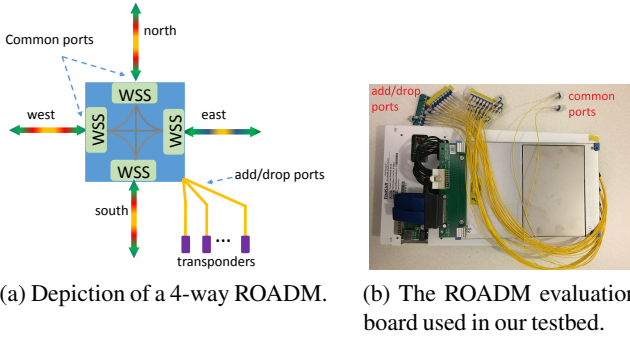 north
Common ports
WSS
west
WSS
WSS
east
WSS
add/drop ports
south
transponders
(a) Depiction of a 4-way ROADM.
add/drop
ports
common
ports
(b) The ROADM evaluation
board used in our testbed.